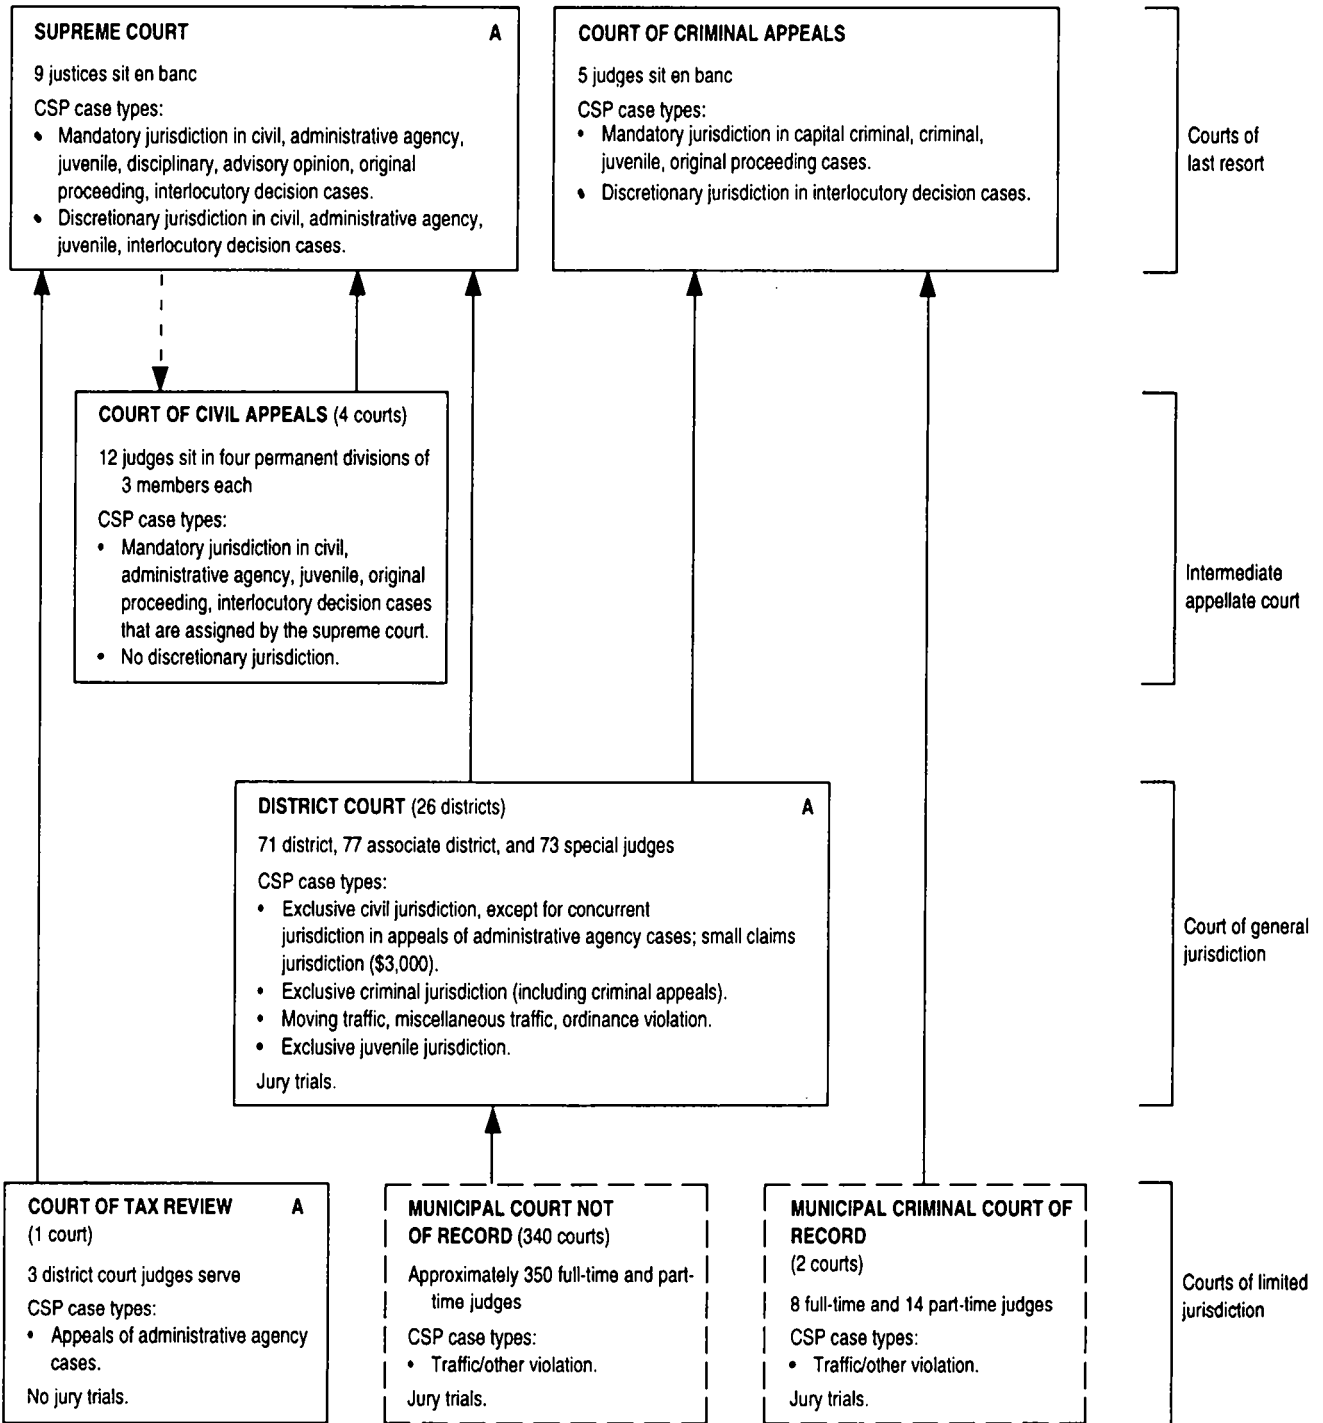 SUPREME COURT A
9 justices sit en banc
CSP case types:
• Mandatory jurisdiction in civil, administrative agency,
juvenile, disciplinary, advisory opinion, original
proceeding, interlocutory decision cases.
• Discretionary jurisdiction in civil, administrative agency,
juvenile, interlocutory decision cases.
COURT OF CRIMINAL APPEALS
5 judges sit en banc
CSP case types:
• Mandatory jurisdiction in capital criminal, criminal,
juvenile, original proceeding cases.
• Discretionary jurisdiction in interlocutory decision cases.
Courts of
last resort
COURT OF CIVIL APPEALS (4 courts)
12 judges sit in four permanent divisions of
3 members each
CSP case types:
• Mandatory jurisdiction in civil,
administrative agency, juvenile, original
proceeding, interlocutory decision cases
that are assigned by the supreme court.
• No discretionary jurisdiction.
Intermediate
appellate court
DISTRICT COURT (26 districts) A
71 district, 77 associate district, and 73 special judges
CSP case types:
• Exclusive civil jurisdiction, except for concurrent
jurisdiction in appeals of administrative agency cases; small claims
jurisdiction ($3,000).
• Exclusive criminal jurisdiction (including criminal appeals).
• Moving traffic, miscellaneous traffic, ordinance violation.
• Exclusive juvenile jurisdiction.
Jury trials.
Court of general
jurisdiction
COURT OF TAX REVIEW A
(1 court)
3 district court judges serve
CSP case types:
• Appeals of administrative agency
cases.
No jury trials.
MUNICIPAL COURT NOT
OF RECORD (340 courts)
Approximately 350 full-time and part-
time judges
CSP case types:
• Traffic/other violation.
Jury trials.
MUNICIPAL CRIMINAL COURT OF
RECORD
(2 courts)
8 full-time and 14 part-time judges
CSP case types:
• Traffic/other violation.
Jury trials.
Courts of limited
jurisdiction